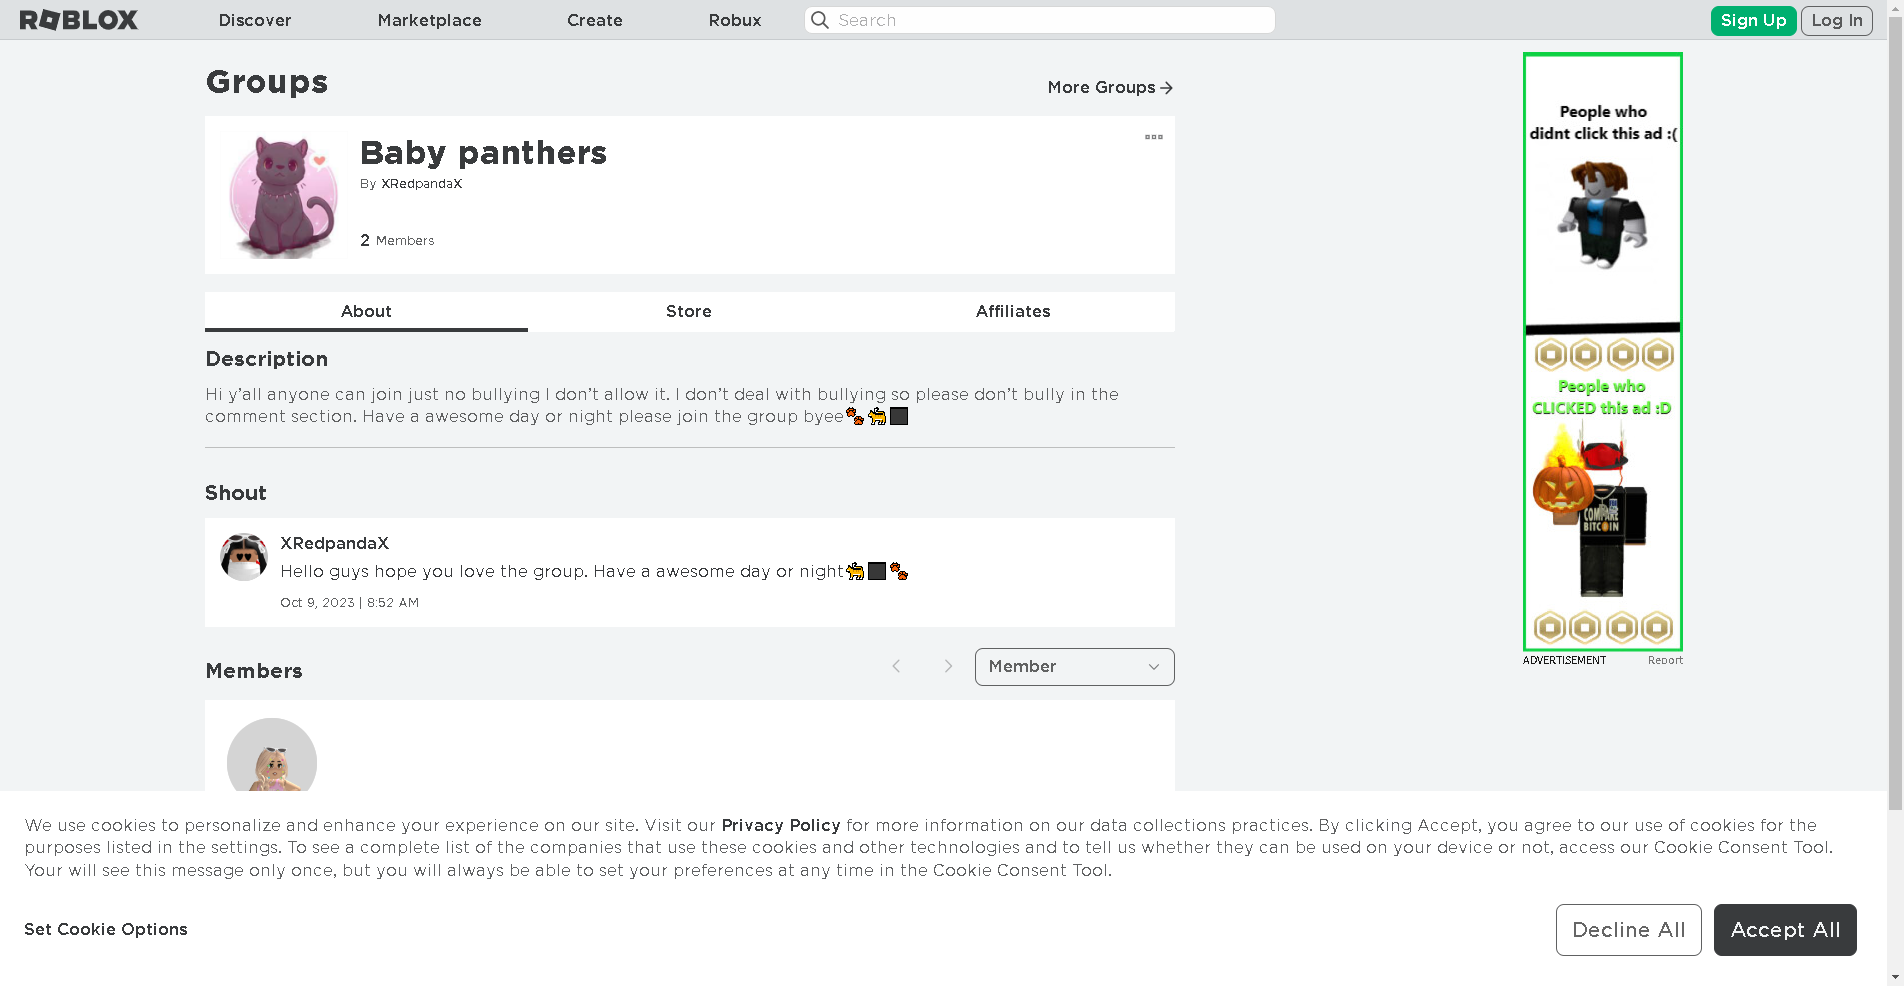 ROBLOX Discover Marketplace Create Robux Search Sign Up Log In
Groups
More Groups
Baby panthers
By XRedpandaX
2 Members
About Store Affiliates
Description
Hi y’all anyone can join just no bullying I don’t allow it. I don’t deal with bullying so please don’t bully in the
comment section. Have a awesome day or night please join the group byee🐾🐈⬛
Shout
XRedpandaX
Hello guys hope you love the group. Have a awesome day or night🐈⬛🐾
Oct 9, 2023 | 8:52 AM
Members
Member
People who
didnt click this ad :(
People who
CLICKED this ad :D
COMPARE
BITCOIN
ADVERTISEMENT Report
We use cookies to personalize and enhance your experience on our site. Visit our Privacy Policy for more information on our data collections practices. By clicking Accept, you agree to our use of cookies for the
purposes listed in the settings. To see a complete list of the companies that use these cookies and other technologies and to tell us whether they can be used on your device or not, access our Cookie Consent Tool.
Your will see this message only once, but you will always be able to set your preferences at any time in the Cookie Consent Tool.
Set Cookie Options
Decline All Accept All